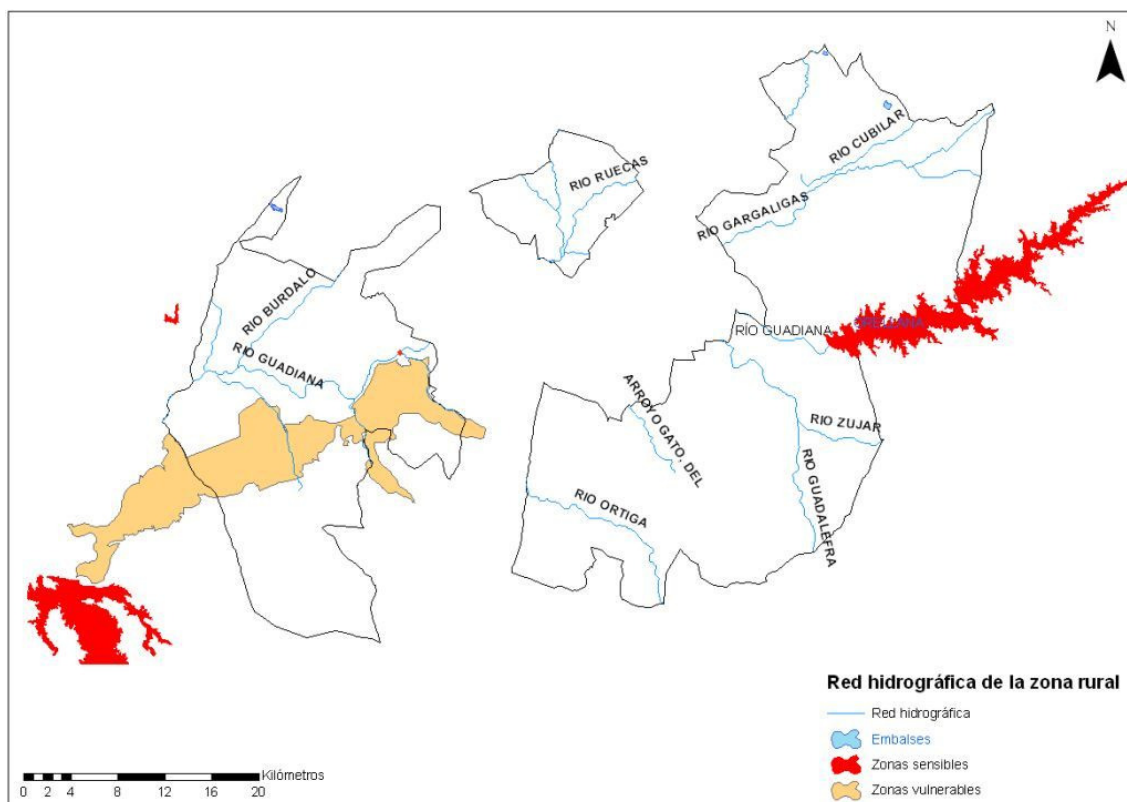 N
RIO CUBILAR
RIO RUECAS
RIO GARGALIGAS
RIO BURDALO
RIO GUADIANA
RÍO GUADIANA
ORELLANA
ARROYO GATO, DEL
RIO ZUJAR
RIO GUADALEFRA
RIO ORTIGA
Red hidrográfica de la zona rural
Red hidrográfica
Embalses
Zonas sensibles
Zonas vulnerables
Kilómetros
0 2 4 8 12 16 20